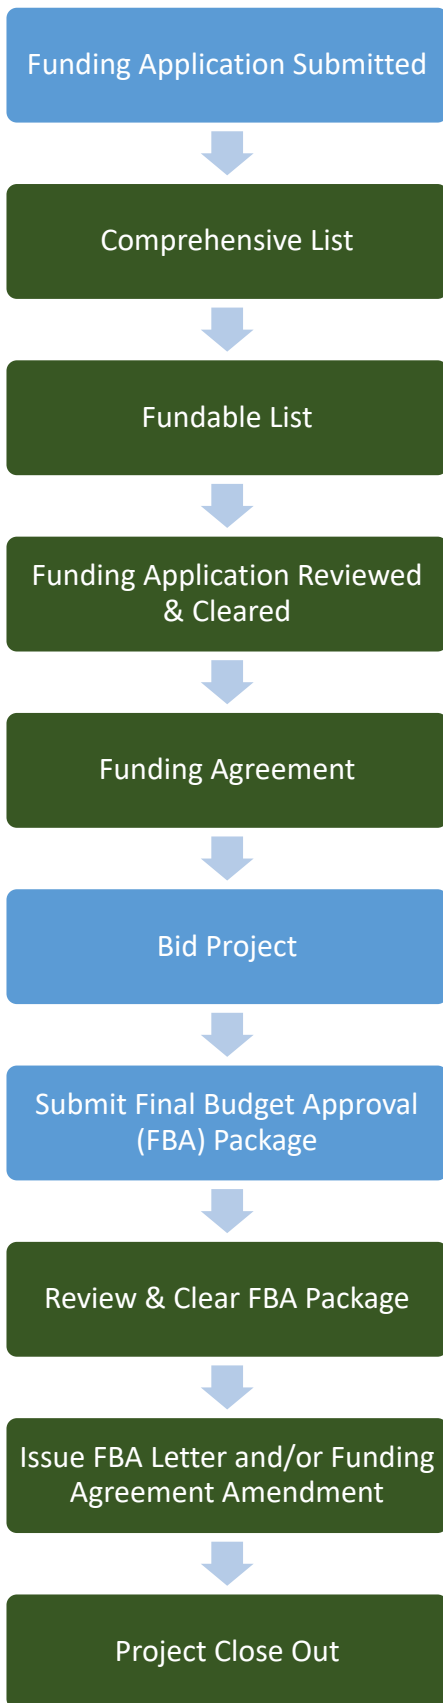 Funding Application Submitted
Comprehensive List
Fundable List
Funding Application Reviewed
& Cleared
Funding Agreement
Bid Project
Submit Final Budget Approval
(FBA) Package
Review & Clear FBA Package
Issue FBA Letter and/or Funding
Agreement Amendment
Project Close Out